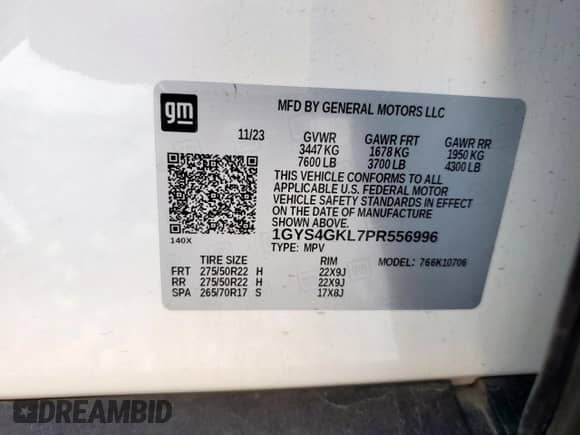 gm
MFD BY GENERAL MOTORS LLC
11/23 GVWR GAWR FRT GAWR RR
3447 KG 1678 KG 1950 KG
7600 LB 3700 LB 4300 LB
THIS VEHICLE CONFORMS TO ALL
APPLICABLE U.S. FEDERAL MOTOR
VEHICLE SAFETY STANDARDS IN EFFECT
ON THE DATE OF MANUFACTURE
SHOWN ABOVE.
1GYS4GKL7PR556996
140X
TYPE: MPV MODEL: 766K10706
TIRE SIZE RIM
FRT 275/50R22 H 22X9J
RR 275/50R22 H 22X9J
SPA 265/70R17 S 17X8J
DREAMBID